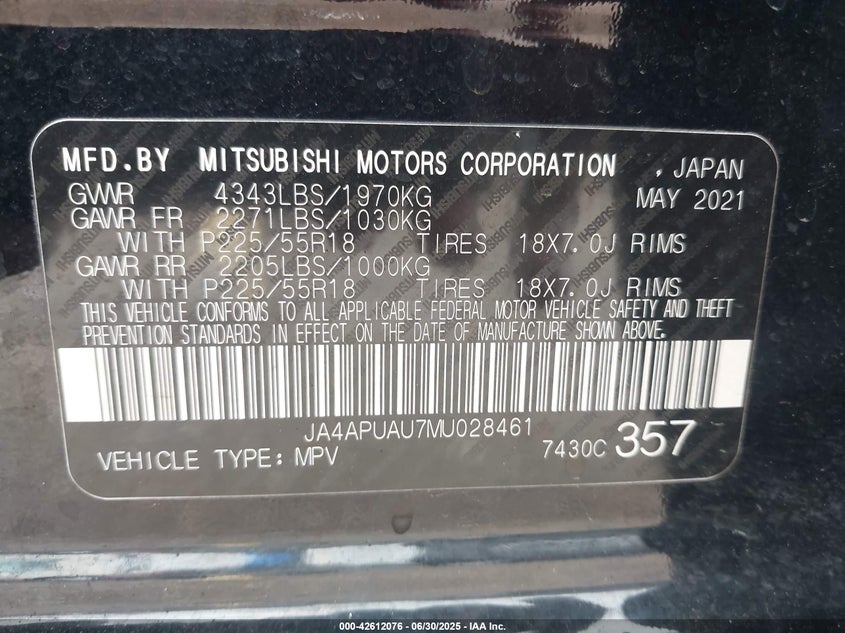 MFD.BY MITSUBISHI MOTORS CORPORATION , JAPAN
GVWR 4343LBS/1970KG MAY 2021
GAWR FR 2271LBS/1030KG
WITH P225/55R18 TIRES 18X7.0J RIMS
GAWR RR 2205LBS/1000KG
WITH P225/55R18 TIRES 18X7.0J RIMS
THIS VEHICLE CONFORMS TO ALL APPLICABLE FEDERAL MOTOR VEHICLE SAFETY AND THEFT
PREVENTION STANDARDS IN EFFECT ON THE DATE OF MANUFACTURE SHOWN ABOVE.
JA4APUAU7MU028461
VEHICLE TYPE: MPV 7430C 357
000-42612076 - 06/30/2025 - IAA Inc.